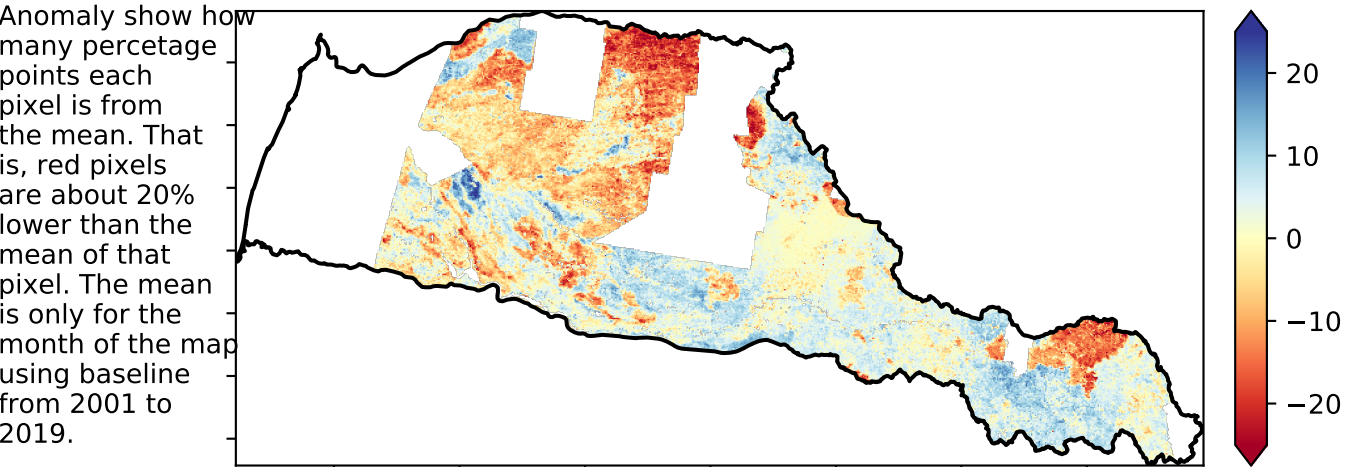 Anomaly show how
many percetage
points each
pixel is from
the mean. That
is, red pixels
are about 20%
lower than the
mean of that
pixel. The mean
is only for the
month of the map
using baseline
from 2001 to
2019.
20
10
0
−10
−20